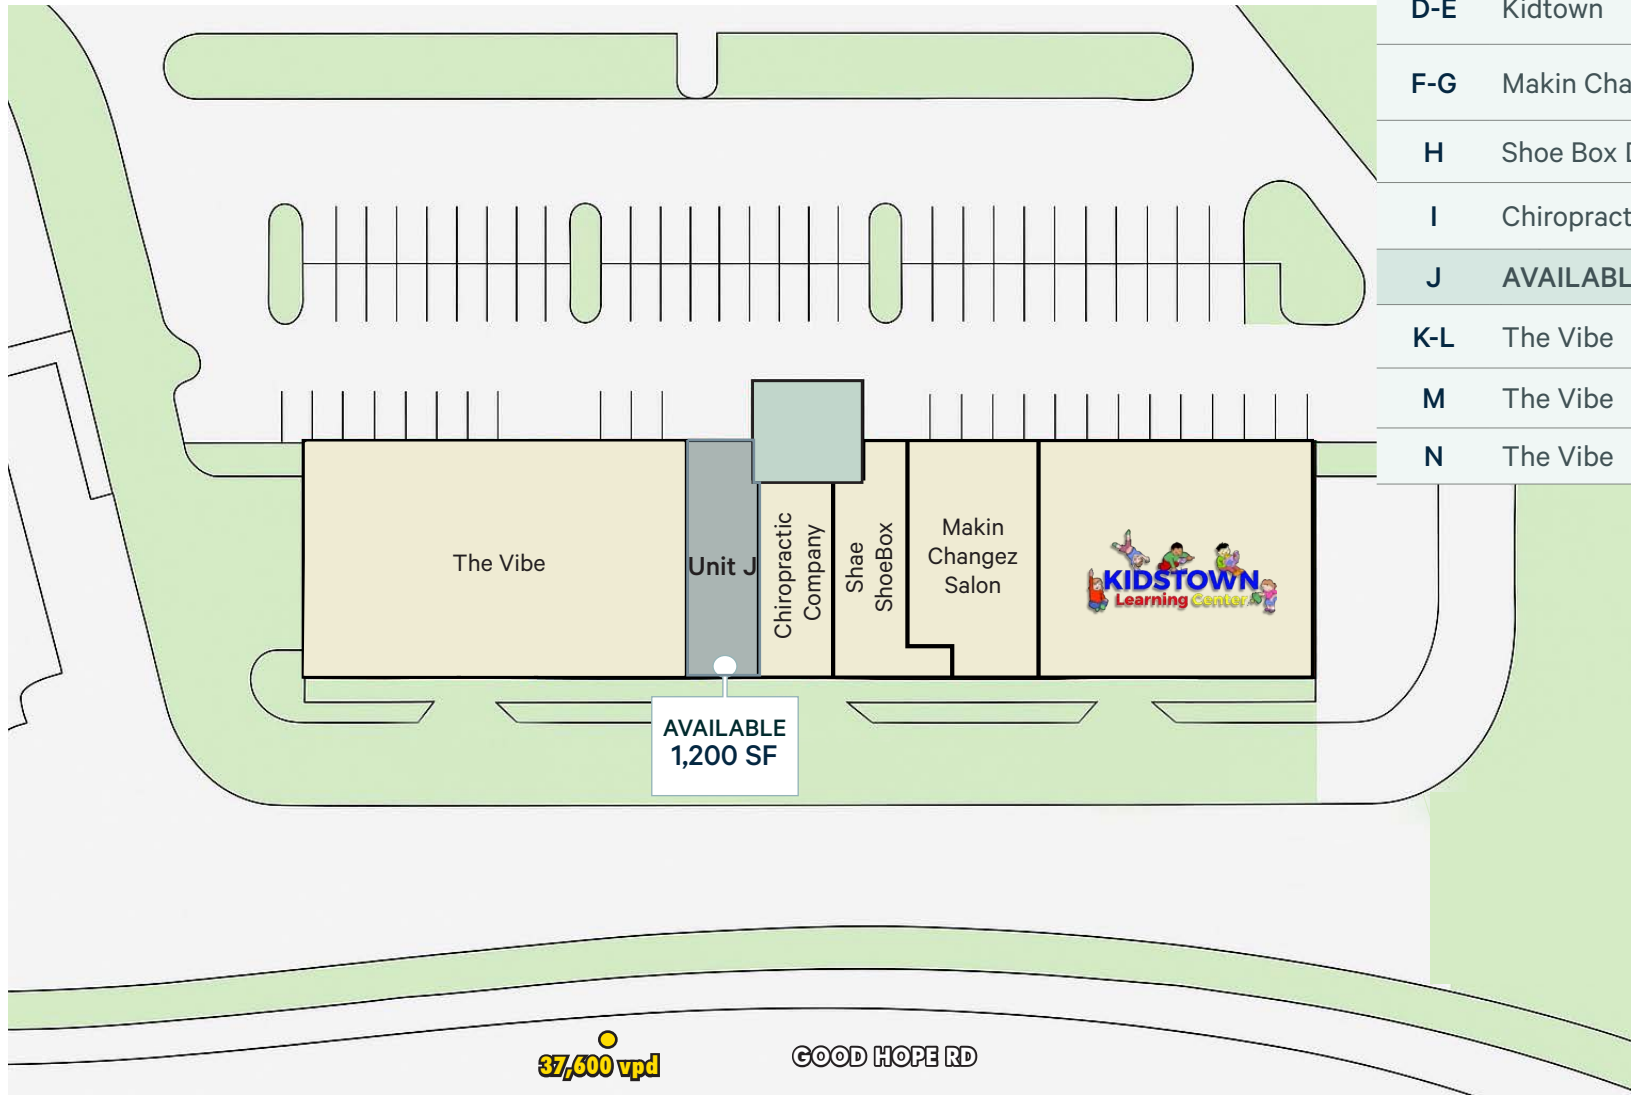 D-E Kidtown
F-G Makin Cha
H Shoe Box D
I Chiropract
J AVAILABL
K-L The Vibe
M The Vibe
N The Vibe
The Vibe
Unit J
Chiropractic
Company
Shae
ShoeBox
Makin
Changez
Salon
KIDSTOWN
Learning Center
AVAILABLE
1,200 SF
37,600 vpd
GOOD HOPE RD